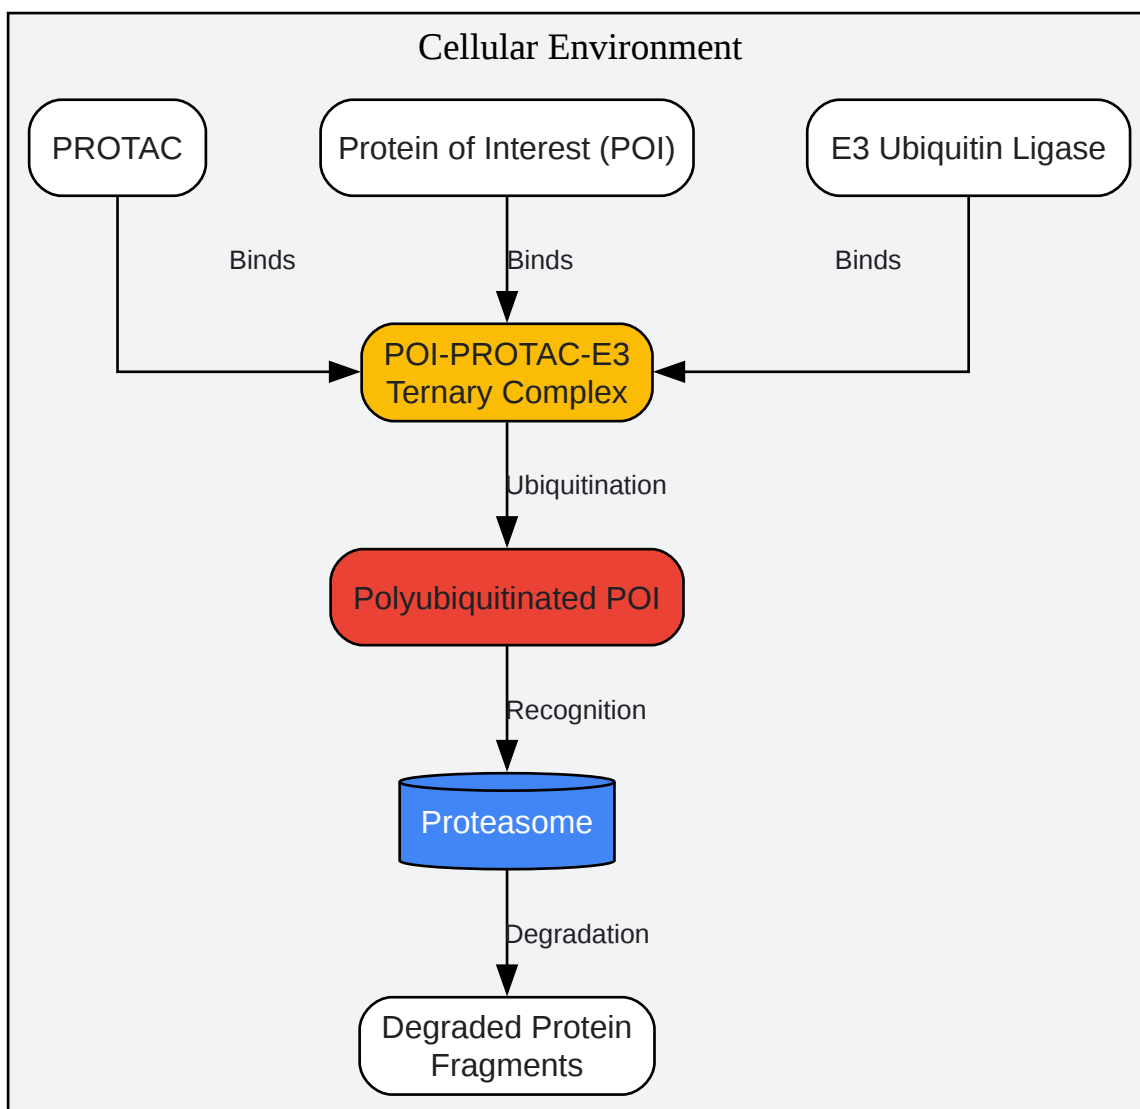 Cellular Environment
PROTAC
Protein of Interest (POI)
E3 Ubiquitin Ligase
Binds
Binds
Binds
POI-PROTAC-E3
Ternary Complex
Ubiquitination
Polyubiquitinated POI
Recognition
Proteasome
Degradation
Degraded Protein
Fragments